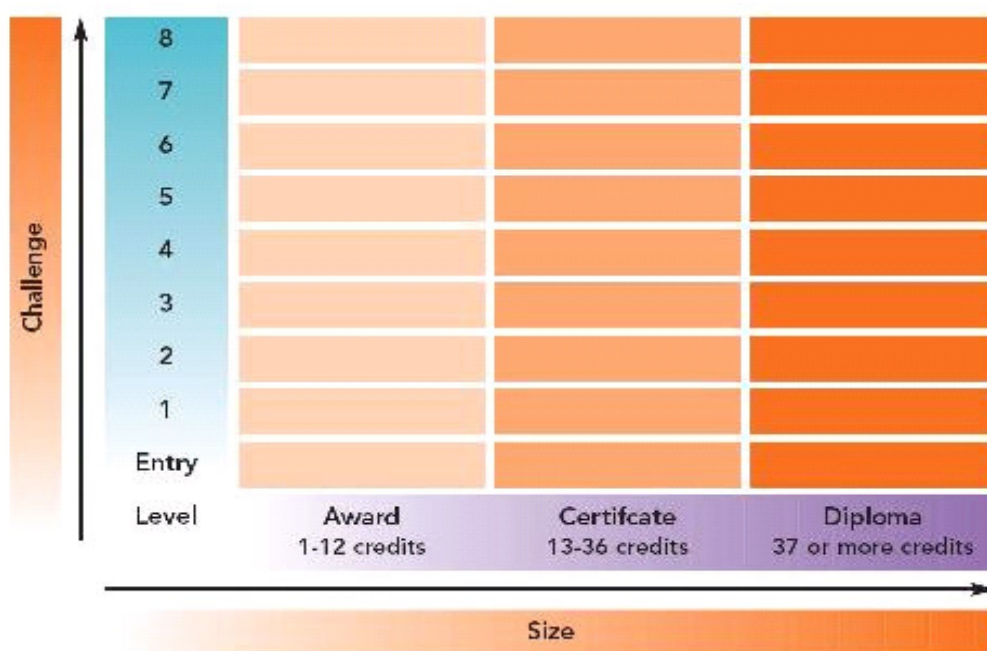 Challenge
8
7
6
5
4
3
2
1
Entry
Level
Award
1-12 credits
Certifcate
13-36 credits
Diploma
37 or more credits
Size